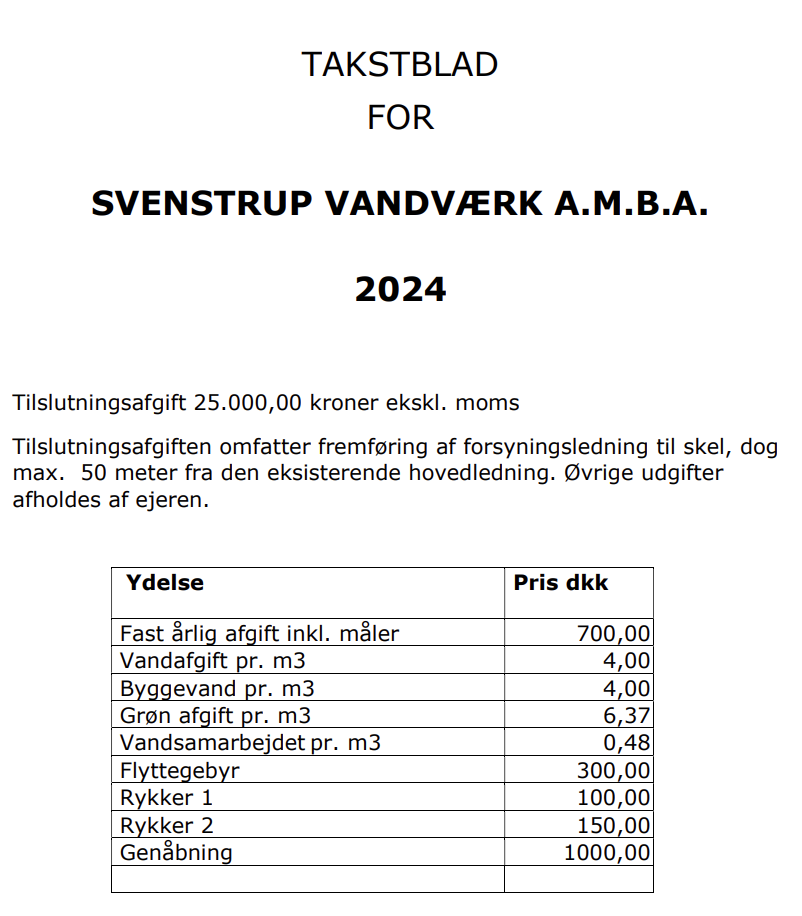 TAKSTBLAD
FOR
SVENSTRUP VANDVÆRK A.M.B.A.
2024
Tilslutningsafgift 25.000,00 kroner ekskl. moms
Tilslutningsafgiften omfatter fremføring af forsyningsledning til skel, dog
max. 50 meter fra den eksisterende hovedledning. Øvrige udgifter
afholdes af ejeren.
Ydelse Pris dkk
Fast årlig afgift inkl. måler 700,00
Vandafgift pr. m3 4,00
Byggevand pr. m3 4,00
Grøn afgift pr. m3 6,37
Vandsamarbejdet pr. m3 0,48
Flyttegebyr 300,00
Rykker 1 100,00
Rykker 2 150,00
Genåbning 1000,00